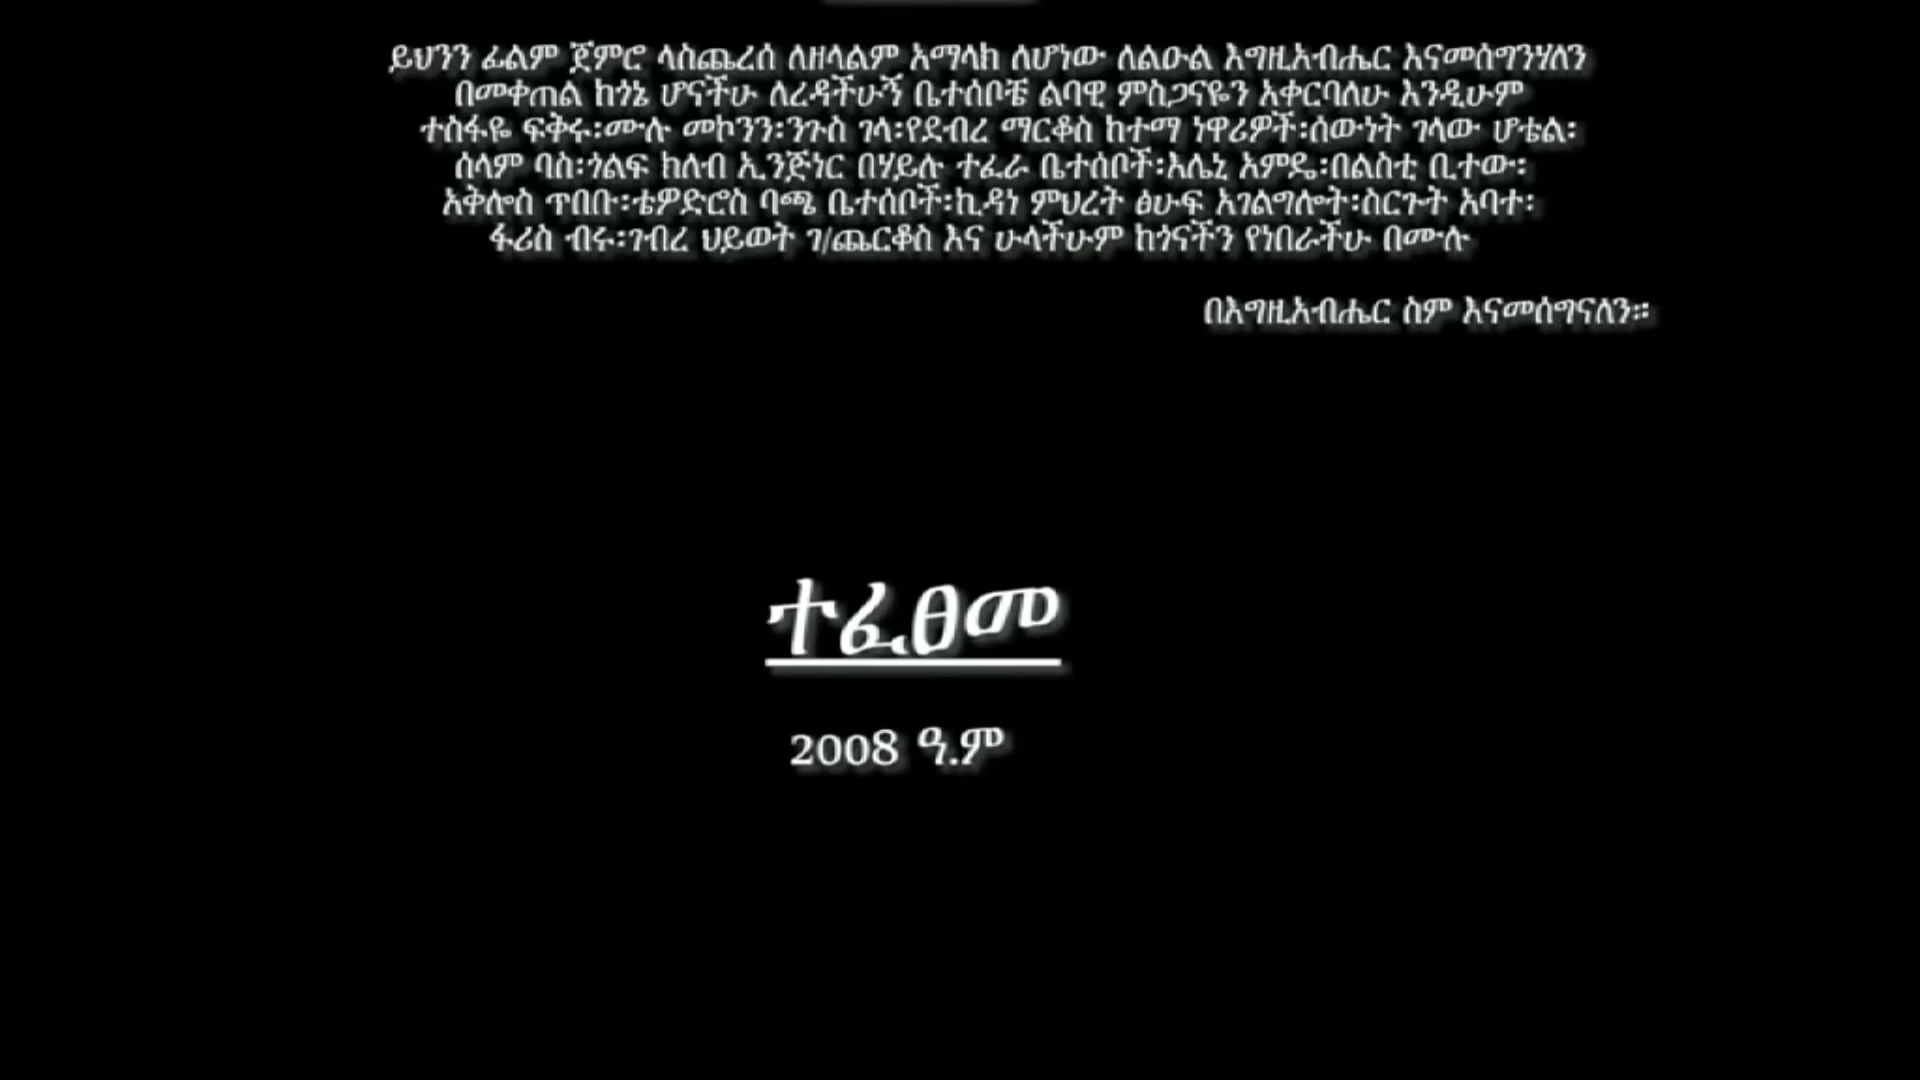 ይህንን ፊልም ጀምሮ ላስጨረሰ ለዘላልም አማላክ ለሆነው ለልዑል እግዚአብሔር እናመሰግንሃለን
በመቀጠል ከጎኔ ሆናችሁ ለረዳችሁኝ ቤተሰቦቼ ልባዊ ምስጋናዬን አቀርባለሁ እንዲሁም
ተስፋዬ ፍቅሩ፡ሙሉ መኮንን፡ንጉስ ገላ፡የደብረ ማርቆስ ከተማ ነዋሪዎች፡ሰውነት ገላው ሆቴል፡
ሰላም ባስ፡ጎልፍ ክለብ ኢንጅነር በሃይሉ ተፈራ ቤተሰቦች፡እሌኒ አምዴ፡በልስቲ ቢተው፡
አቅሎስ ጥበቡ፡ቴዎድሮስ ባጫ ቤተሰቦች፡ኪዳነ ምህረት ፅሁፍ አገልግሎት፡ስርጉት አባተ፡
ፋሪስ ብሩ፡ገብረ ህይወት ገ/ጨርቆስ እና ሁላችሁም ከጎናችን የነበራችሁ በሙሉ
በእግዚአብሔር ስም እናመሰግናለን።
ተፈፀመ
2008 ዓ.ም